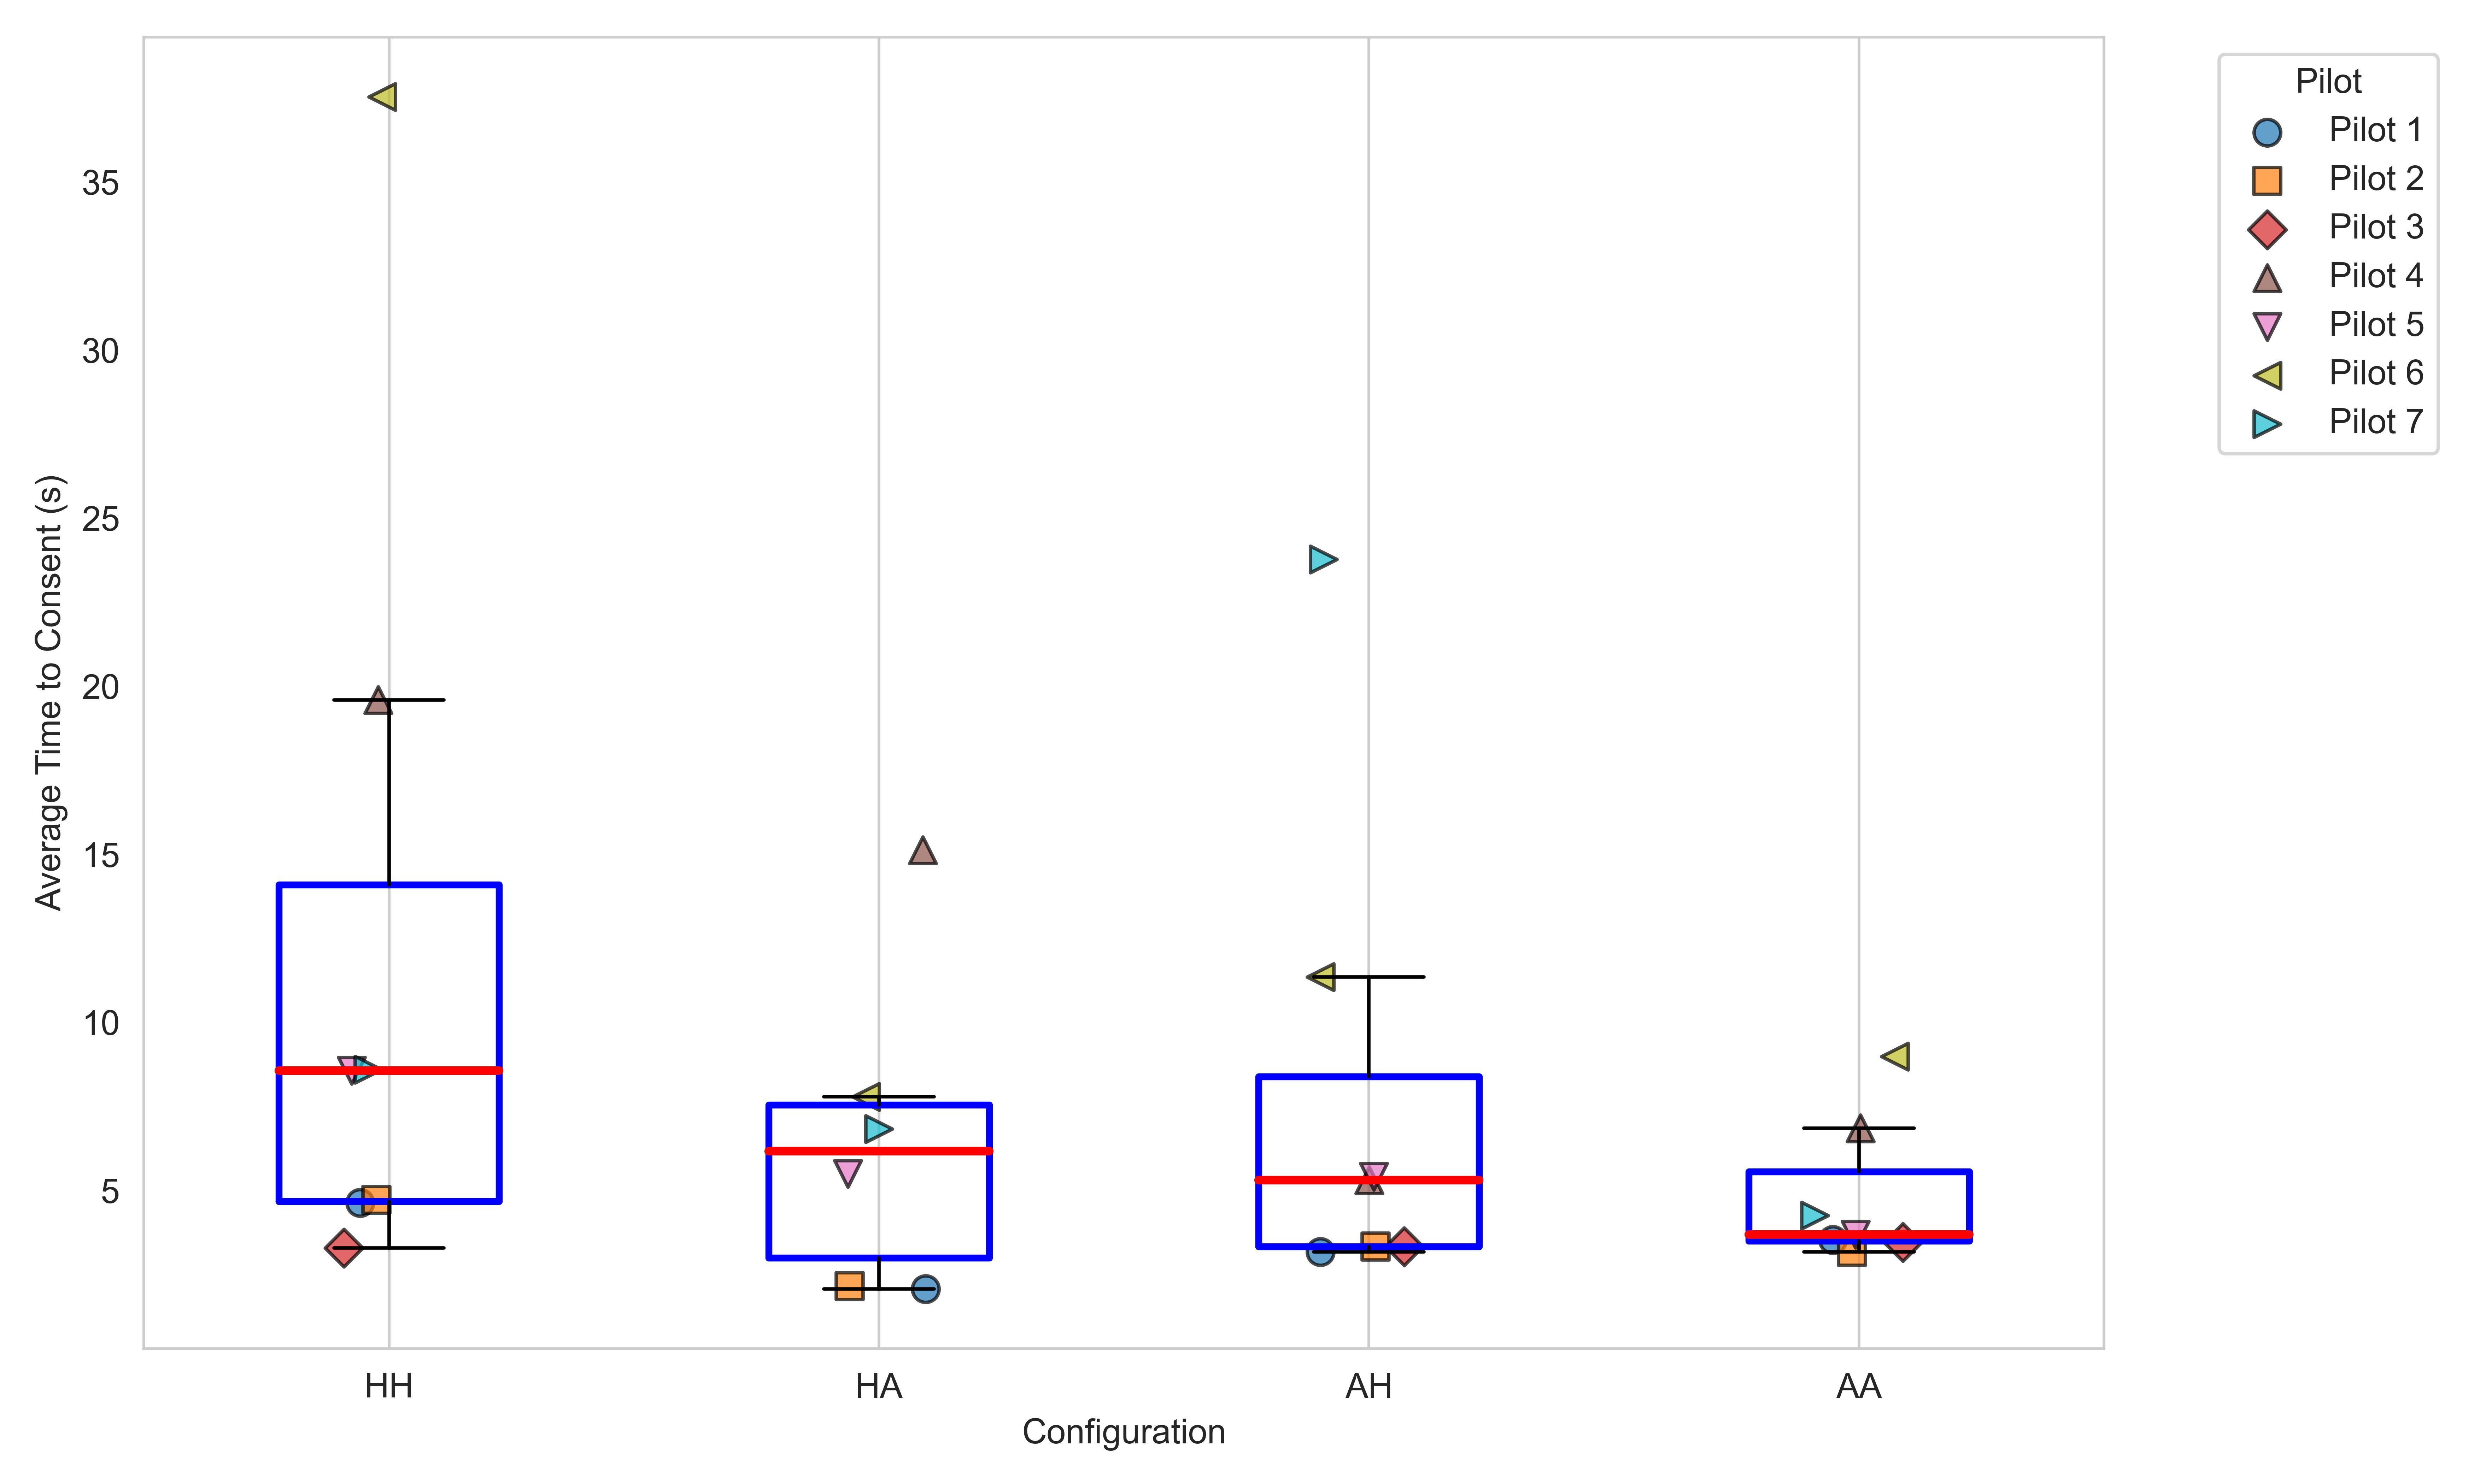 Pilot
Pilot 1
Pilot 2
Pilot 3
Pilot 4
Pilot 5
Pilot 6
Pilot 7
Average Time to Consent (s)
35
30
25
20
15
10
5
HH HA AH AA
Configuration